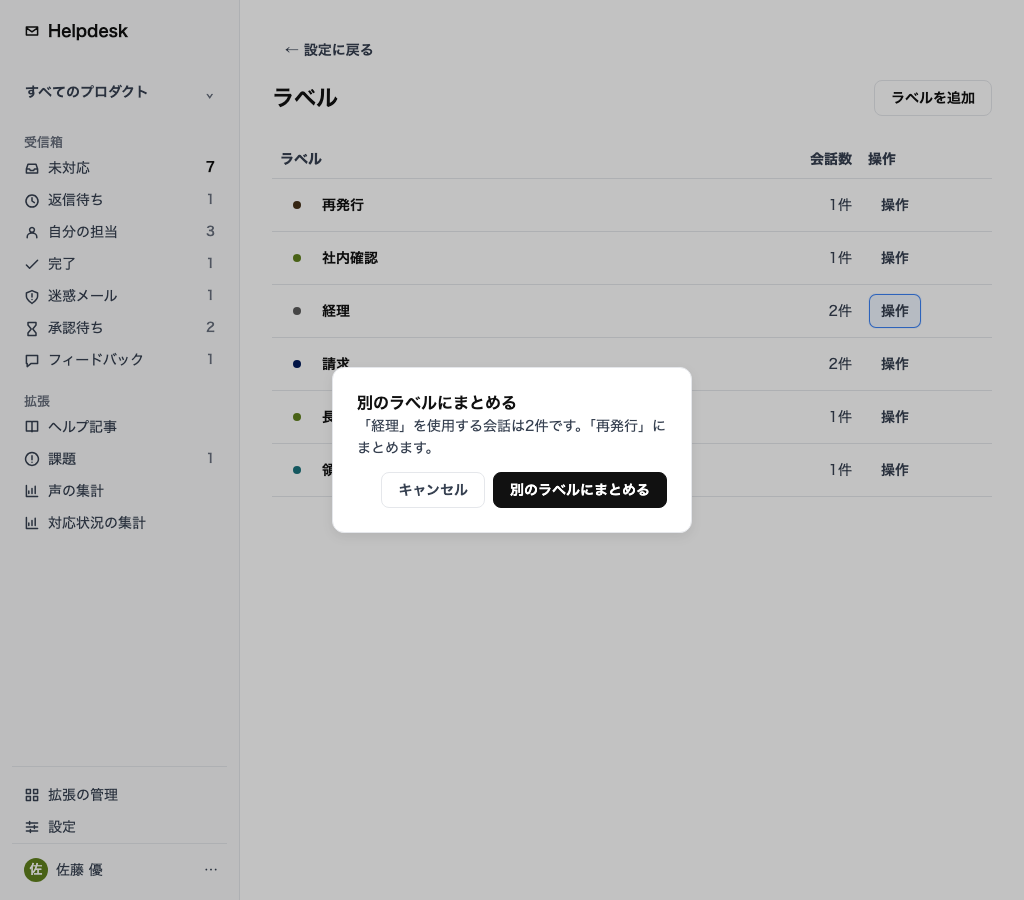 Helpdesk
すべてのプロダクト
受信箱
未対応 7
返信待ち 1
自分の担当 3
完了 1
迷惑メール 1
承認待ち 2
フィードバック 1
拡張
ヘルプ記事
課題 1
声の集計
対応状況の集計
拡張の管理
設定
佐 佐藤 優 …
← 設定に戻る
ラベル
ラベルを追加
ラベル 会話数 操作
再発行 1件 操作
社内確認 1件 操作
経理 2件 操作
請求 2件 操作
長 1件 操作
領 1件 操作
別のラベルにまとめる
「経理」を使用する会話は2件です。「再発行」に
まとめます。
キャンセル 別のラベルにまとめる